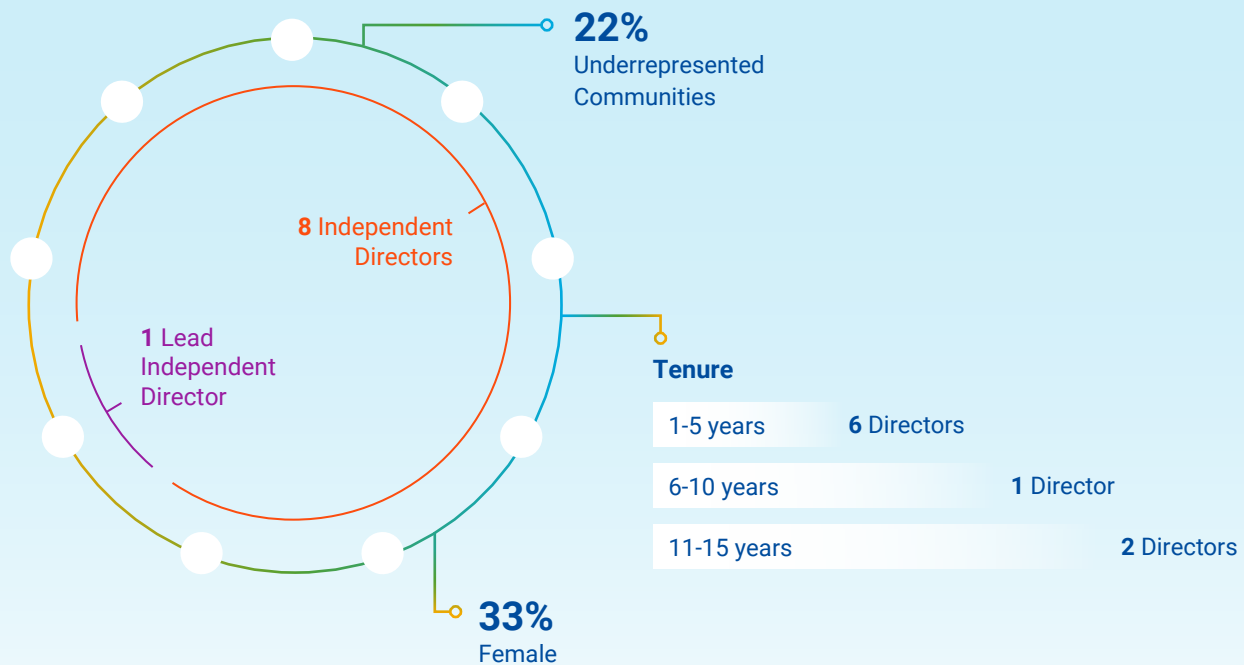 22%
Underrepresented
Communities
8 Independent
Directors
1 Lead
Independent
Director
Tenure
1-5 years 6 Directors
6-10 years 1 Director
11-15 years 2 Directors
33%
Female